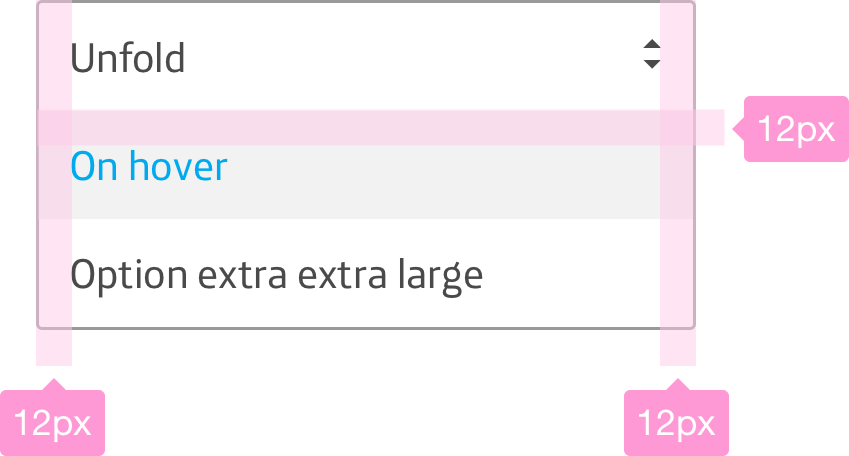 Unfold
12px
On hover
Option extra extra large
12px
12px